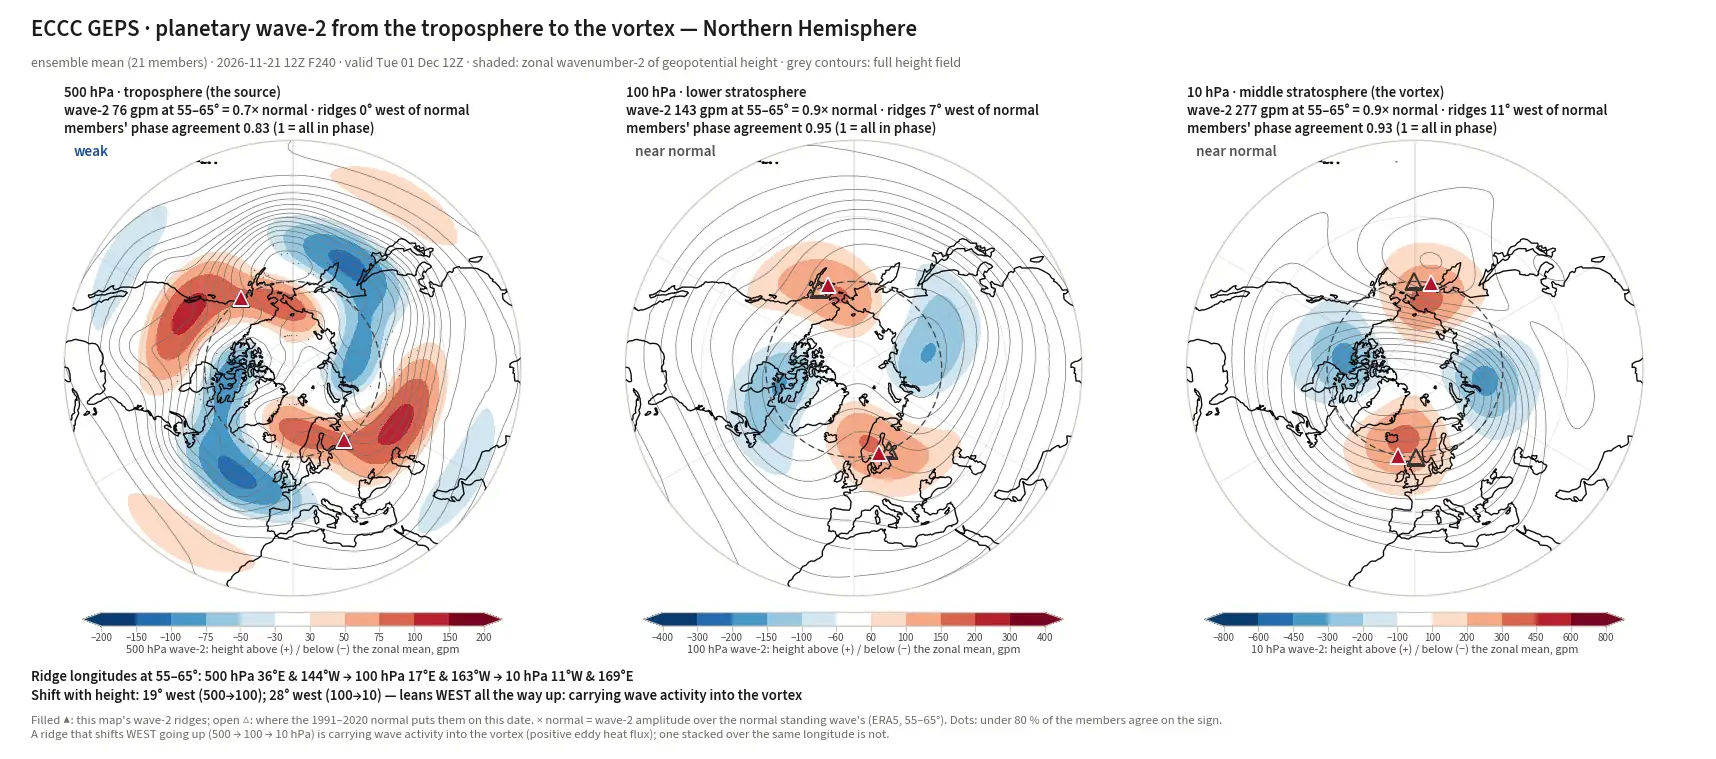 ECCC GEPS · planetary wave-2 from the troposphere to the vortex — Northern Hemisphere
ensemble mean (21 members) · 2026-11-21 12Z F240 · valid Tue 01 Dec 12Z · shaded: zonal wavenumber-2 of geopotential height · grey contours: full height field
500 hPa · troposphere (the source)
wave-2 76 gpm at 55–65° = 0.7× normal · ridges 0° west of normal
members' phase agreement 0.83 (1 = all in phase)
weak
100 hPa · lower stratosphere
wave-2 143 gpm at 55–65° = 0.9× normal · ridges 7° west of normal
members' phase agreement 0.95 (1 = all in phase)
near normal
10 hPa · middle stratosphere (the vortex)
wave-2 277 gpm at 55–65° = 0.9× normal · ridges 11° west of normal
members' phase agreement 0.93 (1 = all in phase)
near normal
−200 −150 −100 −75 −50 −30 30 50 75 100 150 200
500 hPa wave-2: height above (+) / below (−) the zonal mean, gpm
−400 −300 −200 −150 −100 −60 60 100 150 200 300 400
100 hPa wave-2: height above (+) / below (−) the zonal mean, gpm
−800 −600 −450 −300 −200 −100 100 200 300 450 600 800
10 hPa wave-2: height above (+) / below (−) the zonal mean, gpm
Ridge longitudes at 55–65°: 500 hPa 36°E & 144°W → 100 hPa 17°E & 163°W → 10 hPa 11°W & 169°E
Shift with height: 19° west (500→100); 28° west (100→10) — leans WEST all the way up: carrying wave activity into the vortex
Filled ▲: this map's wave-2 ridges; open △: where the 1991–2020 normal puts them on this date. × normal = wave-2 amplitude over the normal standing wave's (ERA5, 55–65°). Dots: under 80 % of the members agree on the sign.
A ridge that shifts WEST going up (500 → 100 → 10 hPa) is carrying wave activity into the vortex (positive eddy heat flux); one stacked over the same longitude is not.